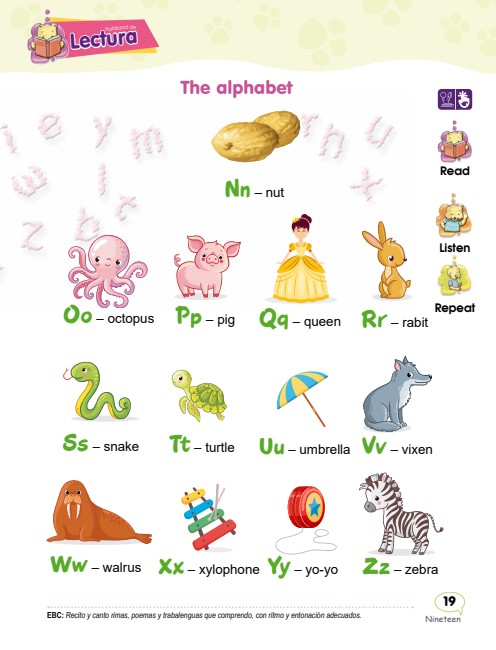 Lectura
The alphabet
Nn – nut
Read
Listen
Repeat
Oo – octopus
Pp – pig
Qq – queen
Rr – rabit
Ss – snake
Tt – turtle
Uu – umbrella
Vv – vixen
Ww – walrus
Xx – xylophone
Yy – yo-yo
Zz – zebra
EBC: Recito y canto rimas, poemas y trabalenguas que comprendo, con ritmo y entonación adecuados.
19
Nineteen